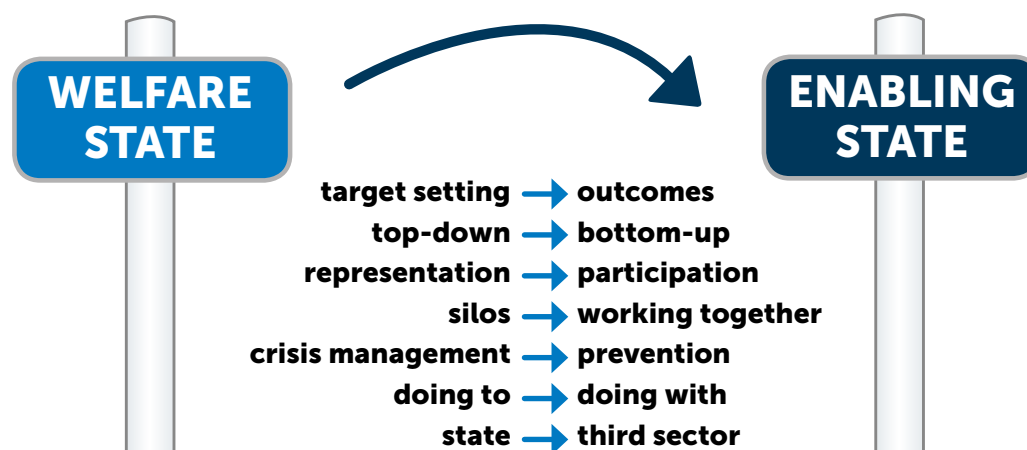 WELFARE
STATE
ENABLING
STATE
target setting → outcomes
top-down → bottom-up
representation → participation
silos → working together
crisis management → prevention
doing to → doing with
state → third sector